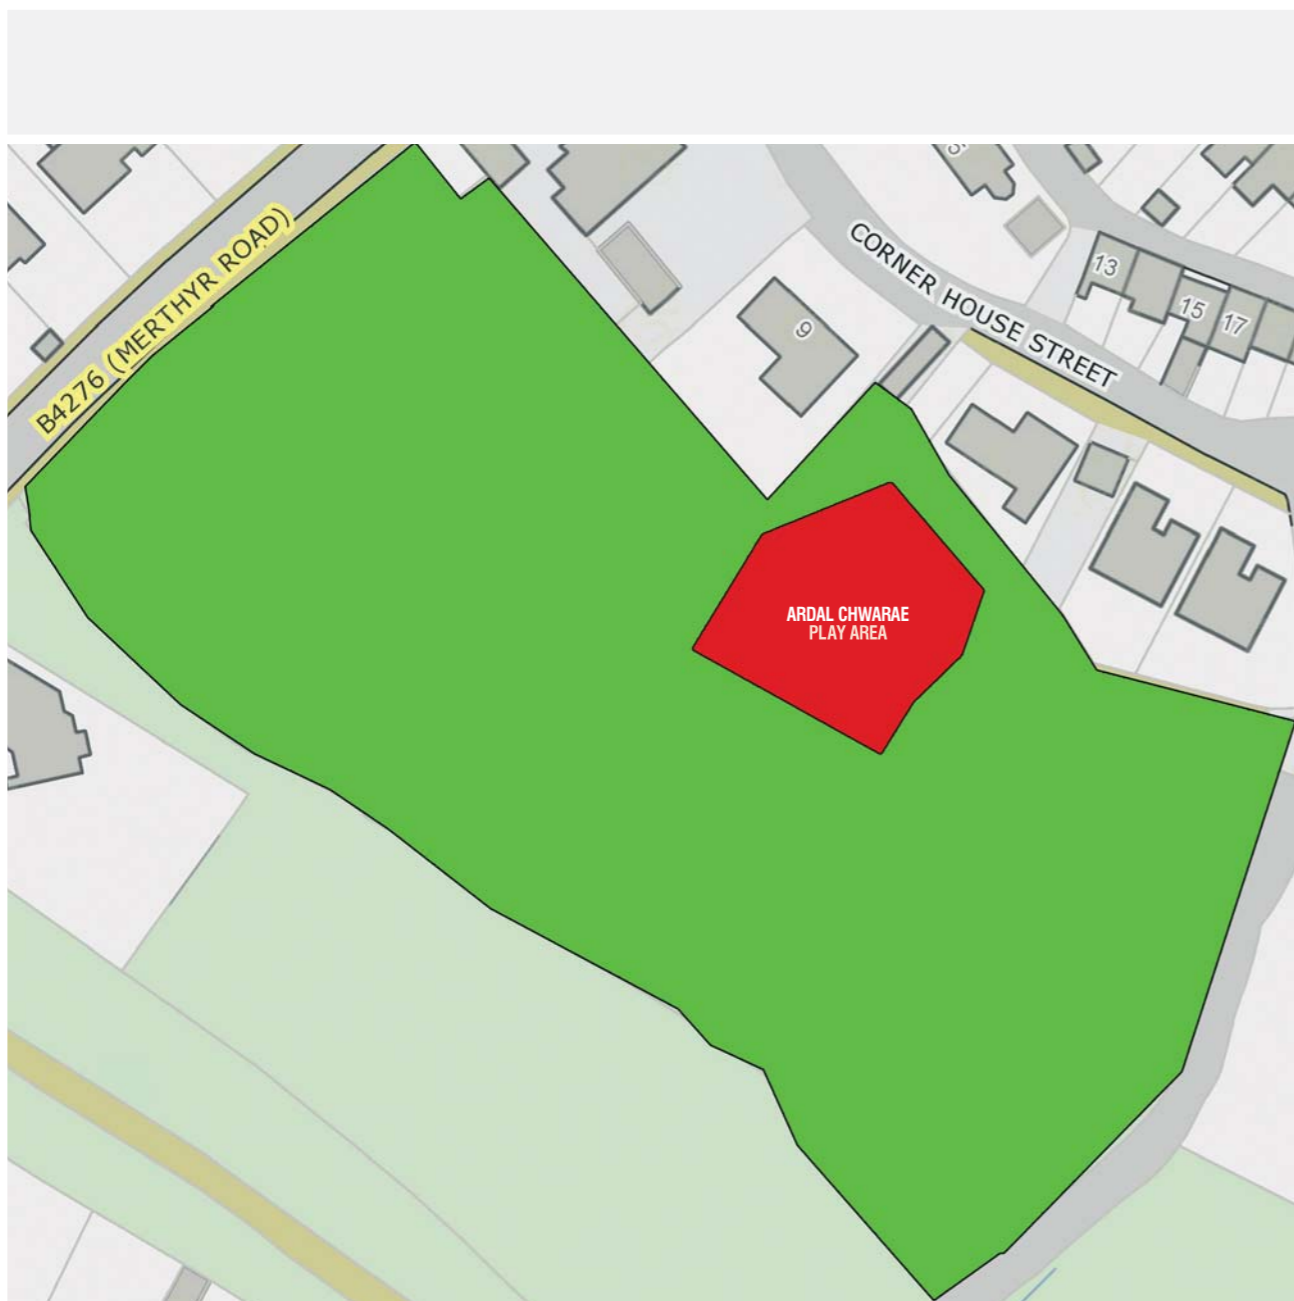 B4276 (MERTHYR ROAD)
CORNER HOUSE STREET
13
15
17
9
ARDAL CHWARAE
PLAY AREA